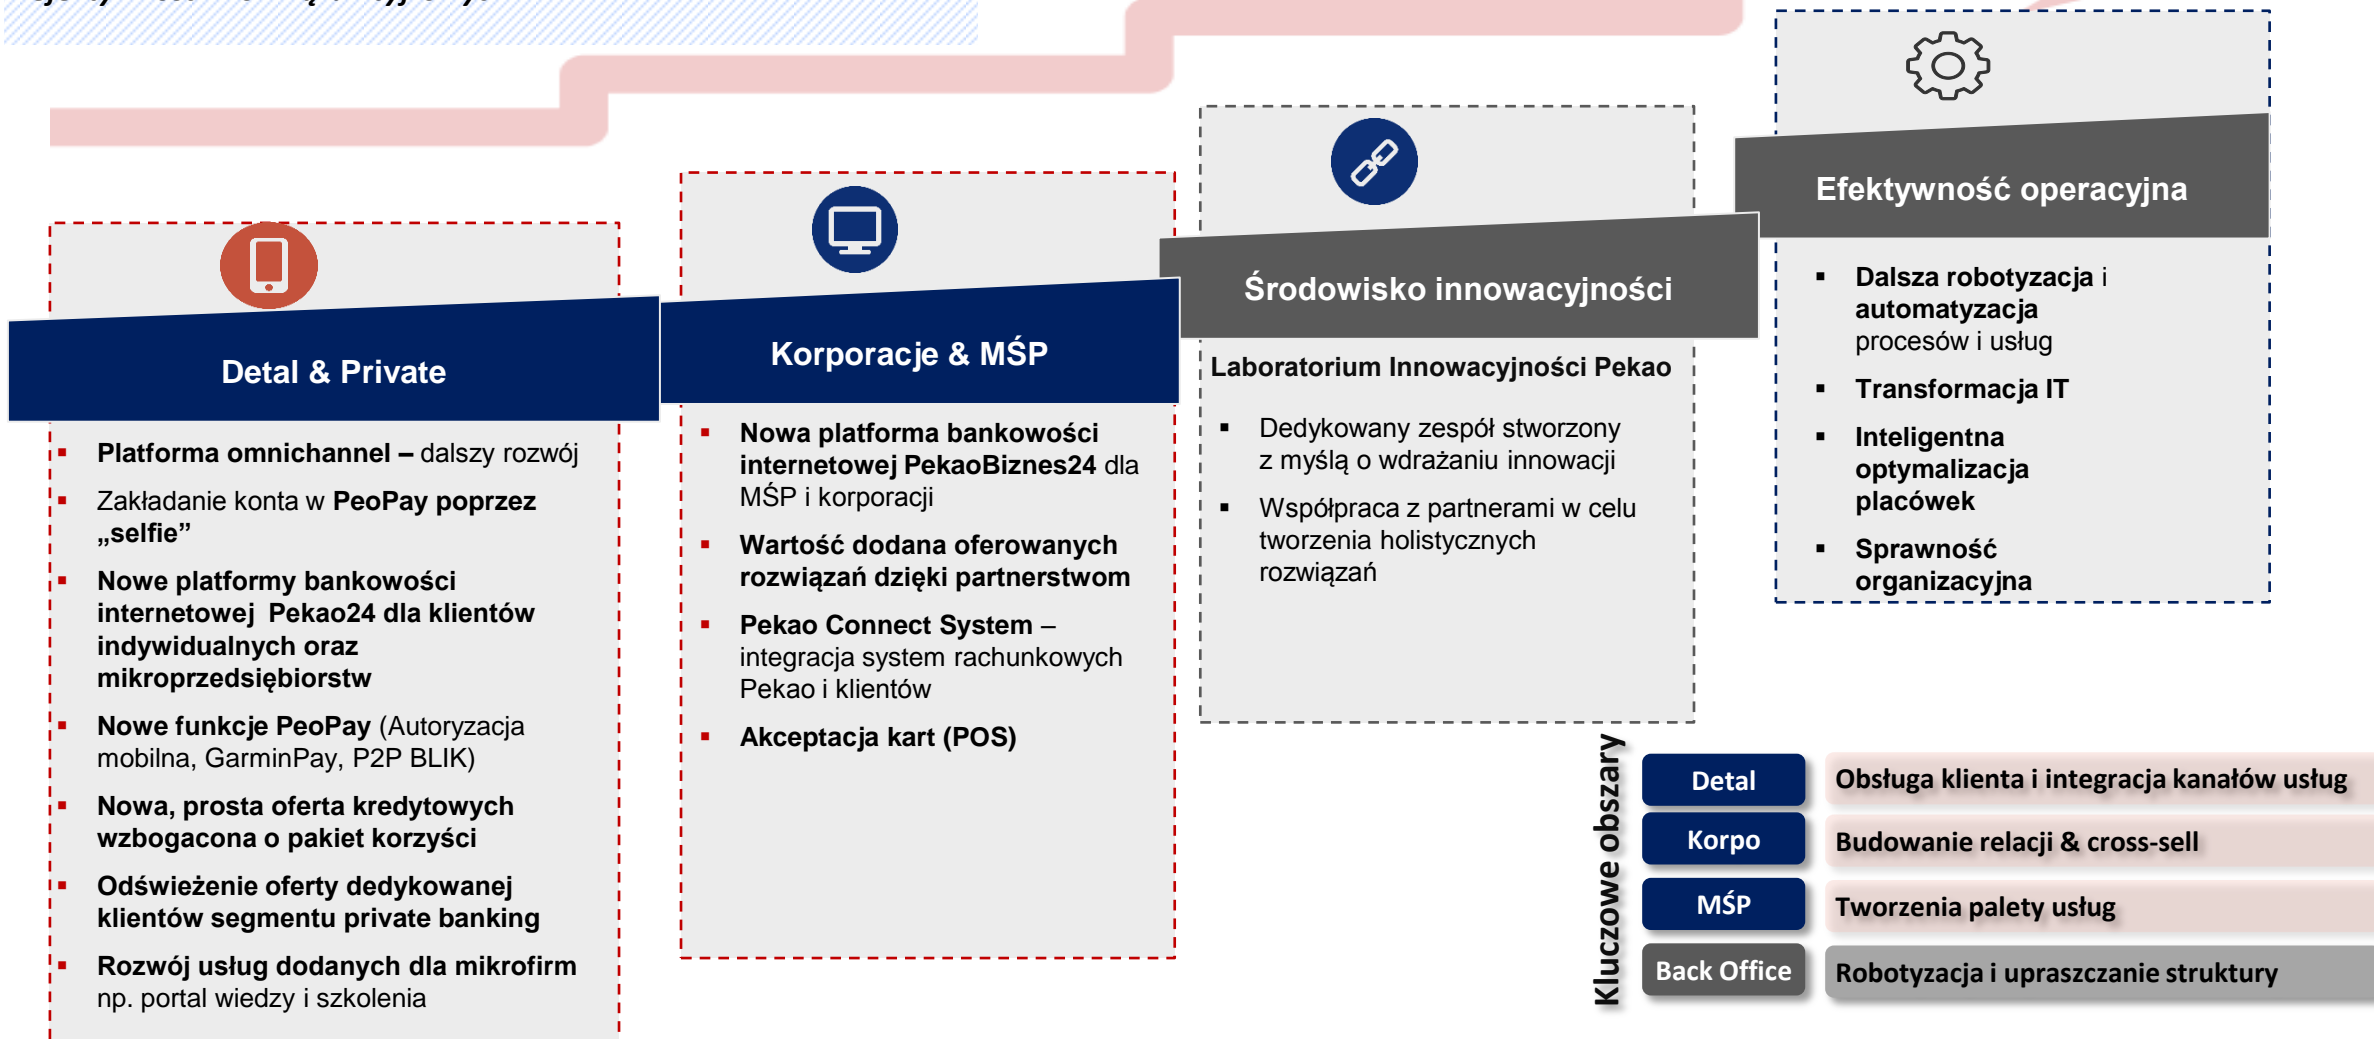 Detal & Private
Platforma omnichannel – dalszy rozwój
Zakładanie konta w PeoPay poprzez
„selfie”
Nowe platformy bankowości
internetowej Pekao24 dla klientów
indywidualnych oraz
mikroprzedsiębiorstw
Nowe funkcje PeoPay (Autoryzacja
mobilna, GarminPay, P2P BLIK)
Nowa, prosta oferta kredytowych
wzbogacona o pakiet korzyści
Odświeżenie oferty dedykowanej
klientów segmentu private banking
Rozwój usług dodanych dla mikrofirm
np. portal wiedzy i szkolenia
Korporacje & MŚP
Nowa platforma bankowości
internetowej PekaoBiznes24 dla
MŚP i korporacji
Wartość dodana oferowanych
rozwiązań dzięki partnerstwom
Pekao Connect System –
integracja system rachunkowych
Pekao i klientów
Akceptacja kart (POS)
Środowisko innowacyjności
Laboratorium Innowacyjności Pekao
Dedykowany zespół stworzony
z myślą o wdrażaniu innowacji
Współpraca z partnerami w celu
tworzenia holistycznych
rozwiązań
Efektywność operacyjna
Dalsza robotyzacja i
automatyzacja
procesów i usług
Transformacja IT
Inteligentna
optymalizacja
placówek
Sprawność
organizacyjna
Kluczowe obszary
Detal
Obsługa klienta i integracja kanałów usług
Korpo
Budowanie relacji & cross-sell
MŚP
Tworzenia palety usług
Back Office
Robotyzacja i upraszczanie struktury